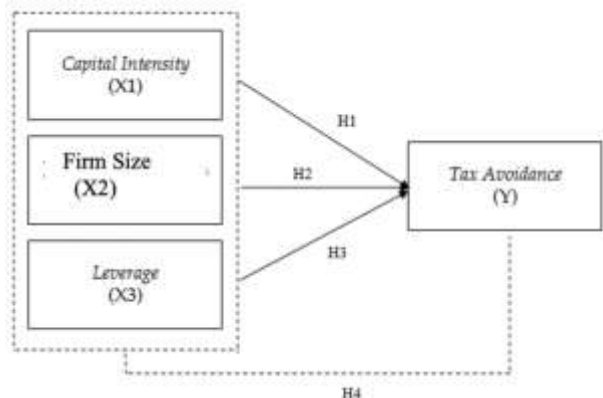 Capital Intensity
(X1)
H1
Firm Size
(X2)
H2
Tax Avoidance
(Y)
H3
Leverage
(X3)
H4